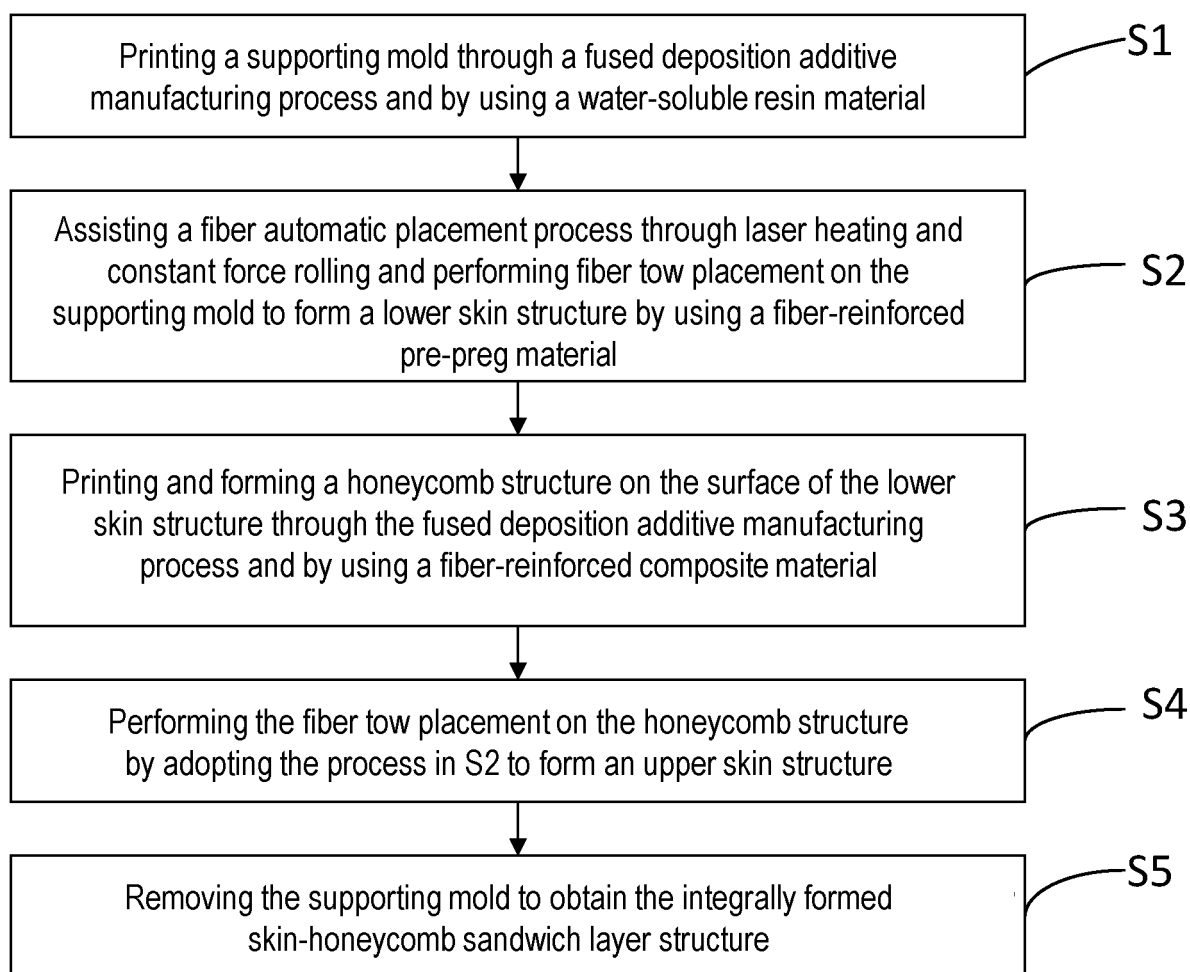 Printing a supporting mold through a fused deposition additive
manufacturing process and by using a water-soluble resin material
S1
Assisting a fiber automatic placement process through laser heating and
constant force rolling and performing fiber tow placement on the
supporting mold to form a lower skin structure by using a fiber-reinforced
pre-preg material
S2
Printing and forming a honeycomb structure on the surface of the lower
skin structure through the fused deposition additive manufacturing
process and by using a fiber-reinforced composite material
S3
Performing the fiber tow placement on the honeycomb structure
by adopting the process in S2 to form an upper skin structure
S4
Removing the supporting mold to obtain the integrally formed
skin-honeycomb sandwich layer structure
S5